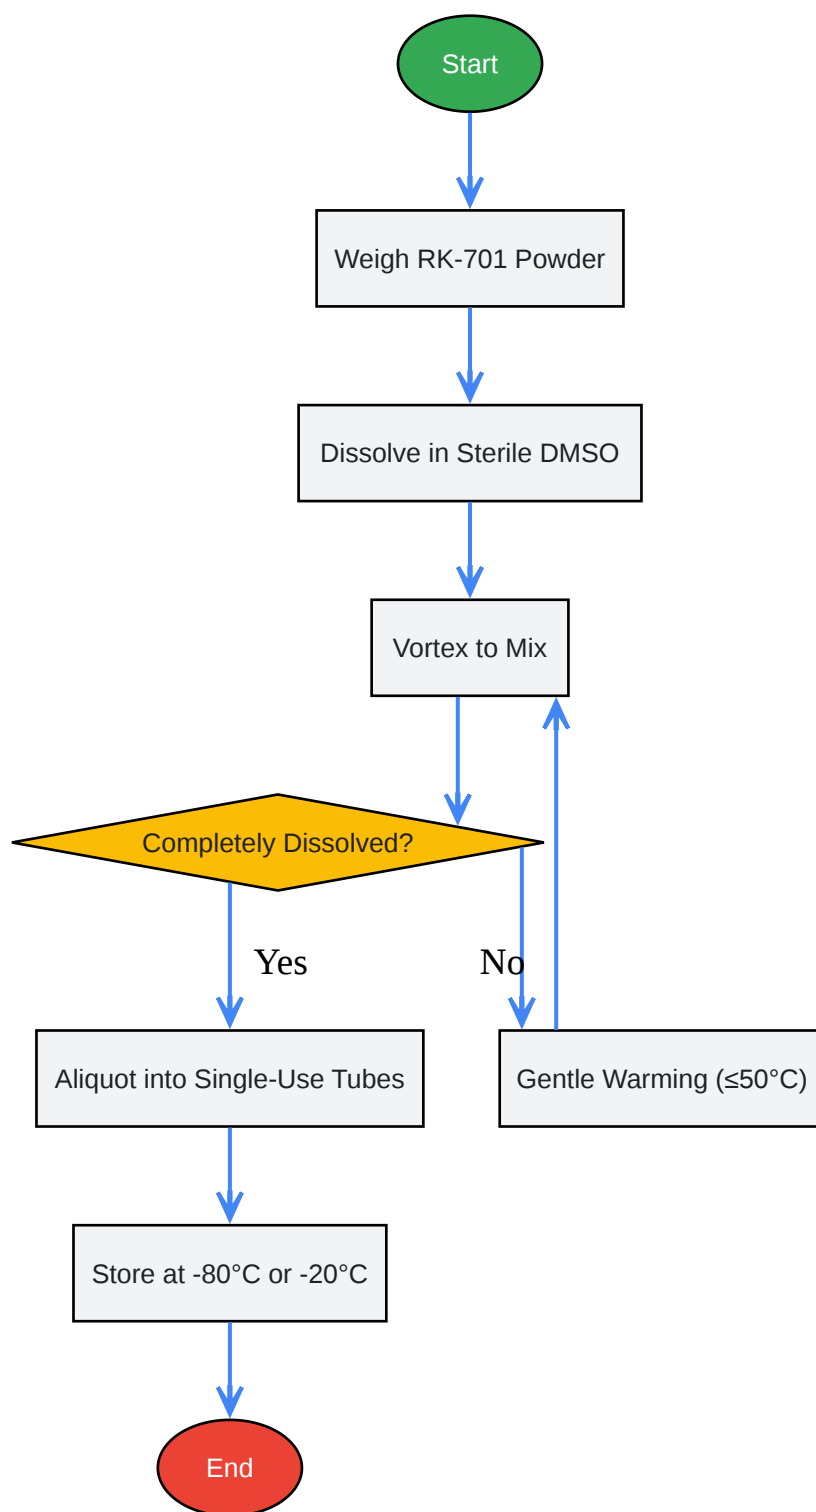 Start
Weigh RK-701 Powder
Dissolve in Sterile DMSO
Vortex to Mix
Completely Dissolved?
Yes
No
Aliquot into Single-Use Tubes
Gentle Warming (≤50°C)
Store at -80°C or -20°C
End